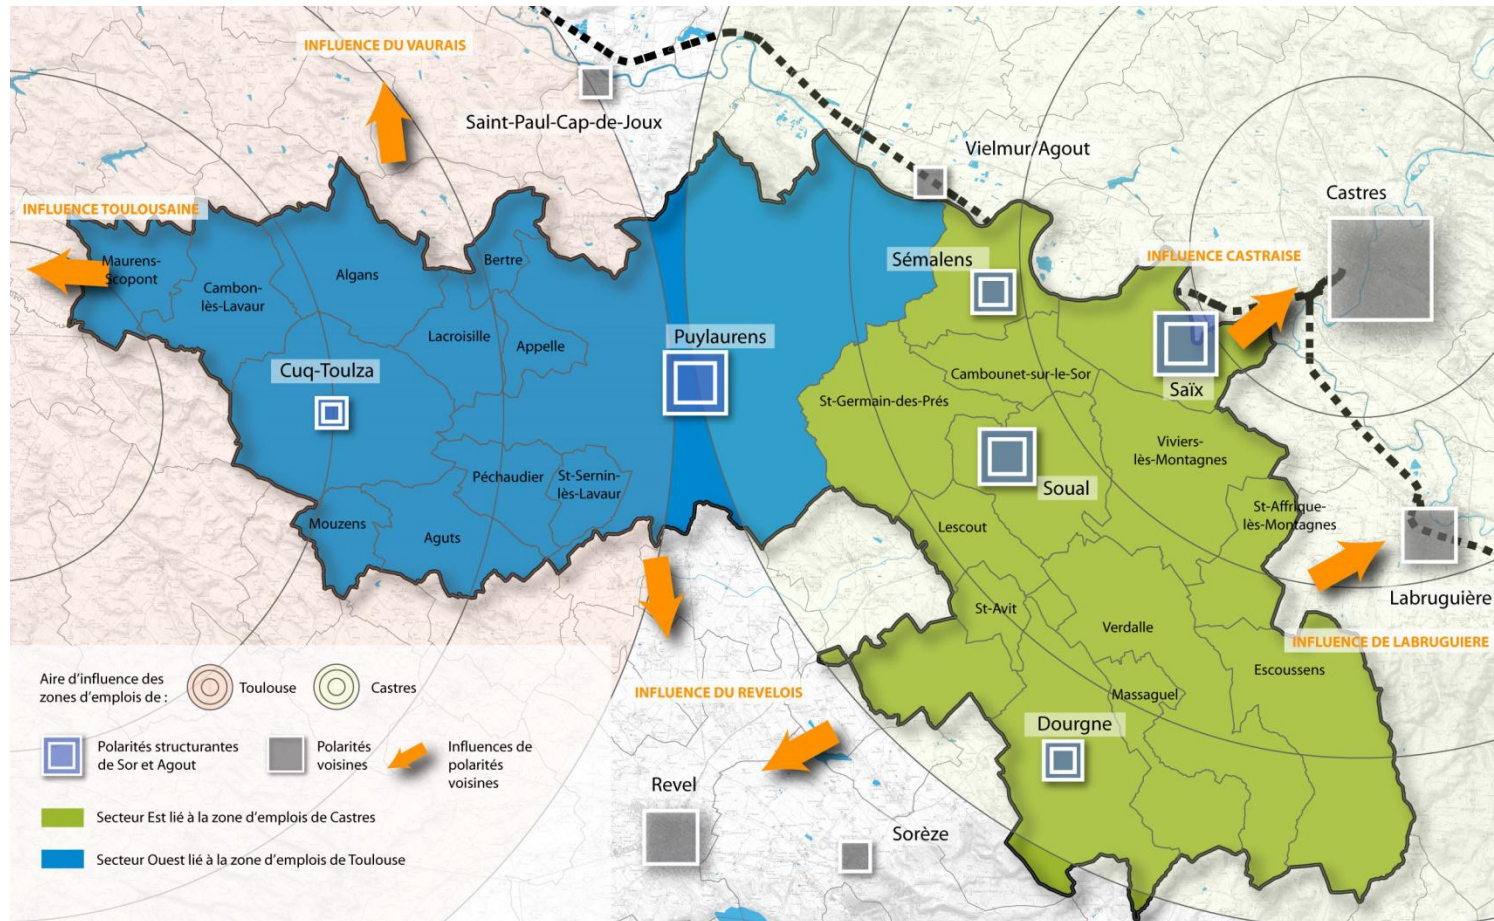 INFLUENCE DU VAURAIS
Saint-Paul-Cap-de-Joux
Vielmur/Agout
Castres
INFLUENCE TOULOUSAINE
INFLUENCE CASTRAISE
Maurens-
Scopont
Cambon-
lès-Lavaur
Algans
Bertre
Sémalens
Lacroisille
Appelle
Puylaurens
Cuq-Toulza
Cambounet-sur-le-Sor
Saïx
St-Germain-des-Prés
Viviers-
lès-Montagnes
Péchaudier
St-Sernin-
lès-Lavaur
Soual
St-Affrique-
lès-Montagnes
Mouzens
Aguts
Lescout
Labruguière
St-Avit
Verdalle
INFLUENCE DE LABRUGUIERE
Escoussens
INFLUENCE DU REVELOIS
Massaguel
Dourgne
Revel
Sorèze
Aire d'influence des
zones d'emplois de :
Toulouse
Castres
Polarités structurantes
de Sor et Agout
Polarités
voisines
Influences de
polarités
voisines
Secteur Est lié à la zone d'emplois de Castres
Secteur Ouest lié à la zone d'emplois de Toulouse